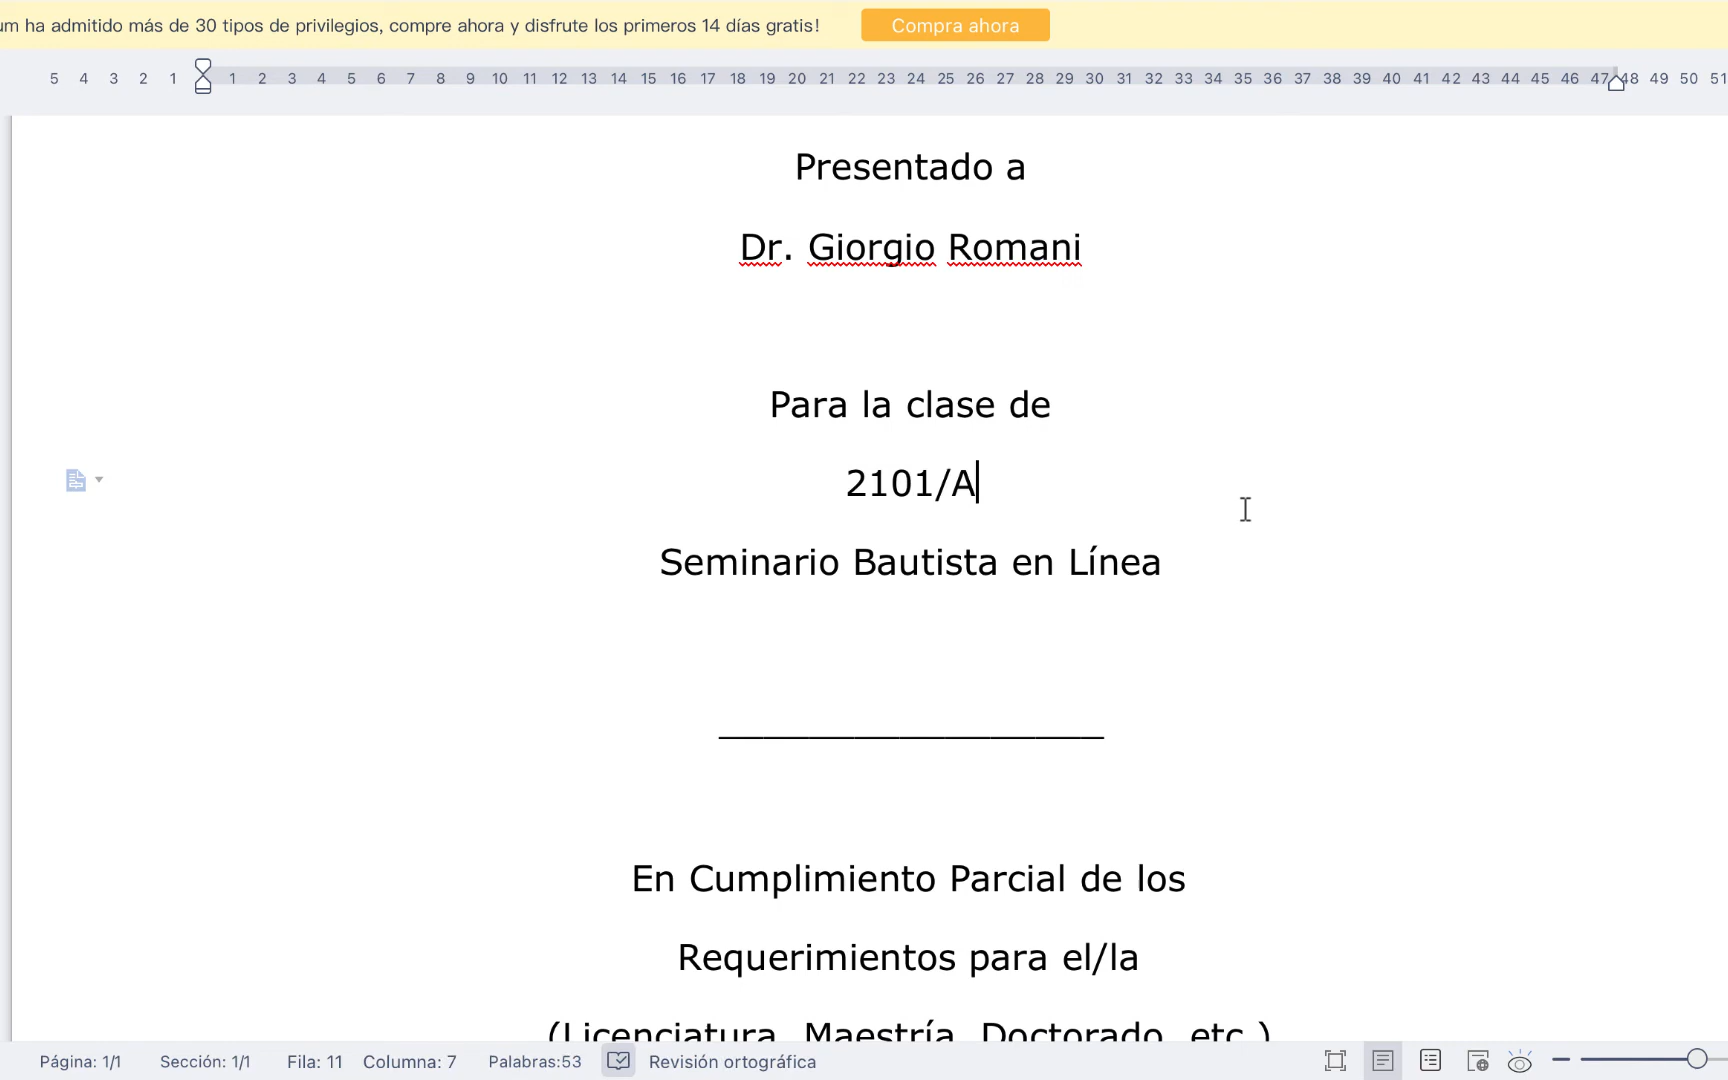 um ha admitido más de 30 tipos de privilegios, compre ahora y disfrute los primeros 14 días gratis! Compra ahora
5 4 3 2 1 1 2 3 4 5 6 7 8 9 10 11 12 13 14 15 16 17 18 19 20 21 22 23 24 25 26 27 28 29 30 31 32 33 34 35 36 37 38 39 40 41 42 43 44 45 46 47 48 49 50 51
Presentado a
Dr. Giorgio Romani
Para la clase de
2101/A
Seminario Bautista en Línea
En Cumplimiento Parcial de los
Requerimientos para el/la
(Licenciatura, Maestría, Doctorado, etc.)
Página: 1/1 Sección: 1/1 Fila: 11 Columna: 7 Palabras:53 Revisión ortográfica